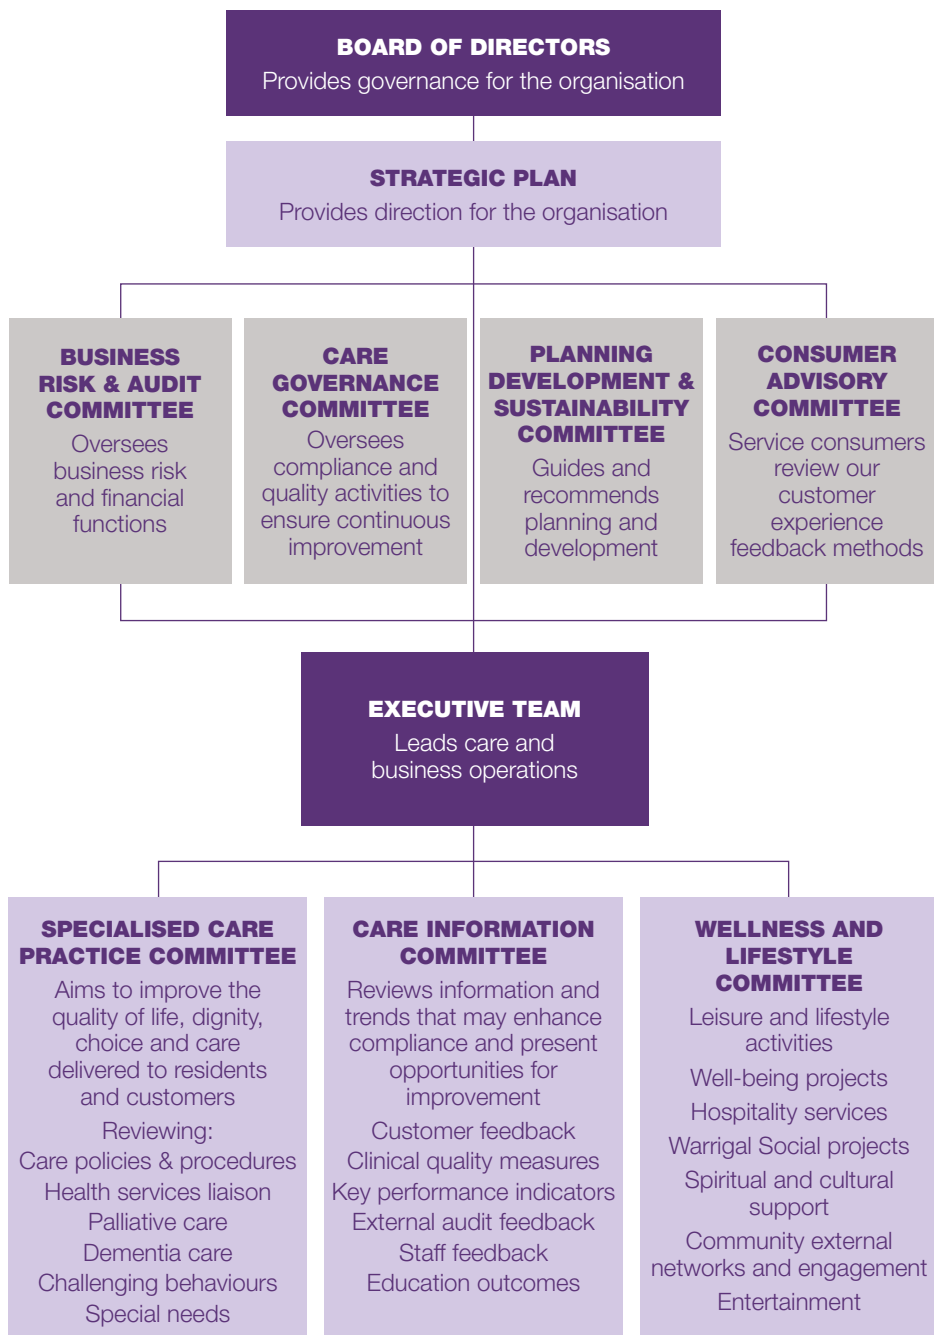 BOARD OF DIRECTORS
Provides governance for the organisation
STRATEGIC PLAN
Provides direction for the organisation
BUSINESS
RISK & AUDIT
COMMITTEE
Oversees
business risk
and financial
functions
CARE
GOVERNANCE
COMMITTEE
Oversees
compliance and
quality activities to
ensure continuous
improvement
PLANNING
DEVELOPMENT &
SUSTAINABILITY
COMMITTEE
Guides and
recommends
planning and
development
CONSUMER
ADVISORY
COMMITTEE
Service consumers
review our
customer
experience
feedback methods
EXECUTIVE TEAM
Leads care and
business operations
SPECIALISED CARE
PRACTICE COMMITTEE
Aims to improve the
quality of life, dignity,
choice and care
delivered to residents
and customers
Reviewing:
Care policies & procedures
Health services liaison
Palliative care
Dementia care
Challenging behaviours
Special needs
CARE INFORMATION
COMMITTEE
Reviews information and
trends that may enhance
compliance and present
opportunities for
improvement
Customer feedback
Clinical quality measures
Key performance indicators
External audit feedback
Staff feedback
Education outcomes
WELLNESS AND
LIFESTYLE
COMMITTEE
Leisure and lifestyle
activities
Well-being projects
Hospitality services
Warrigal Social projects
Spiritual and cultural
support
Community external
networks and engagement
Entertainment